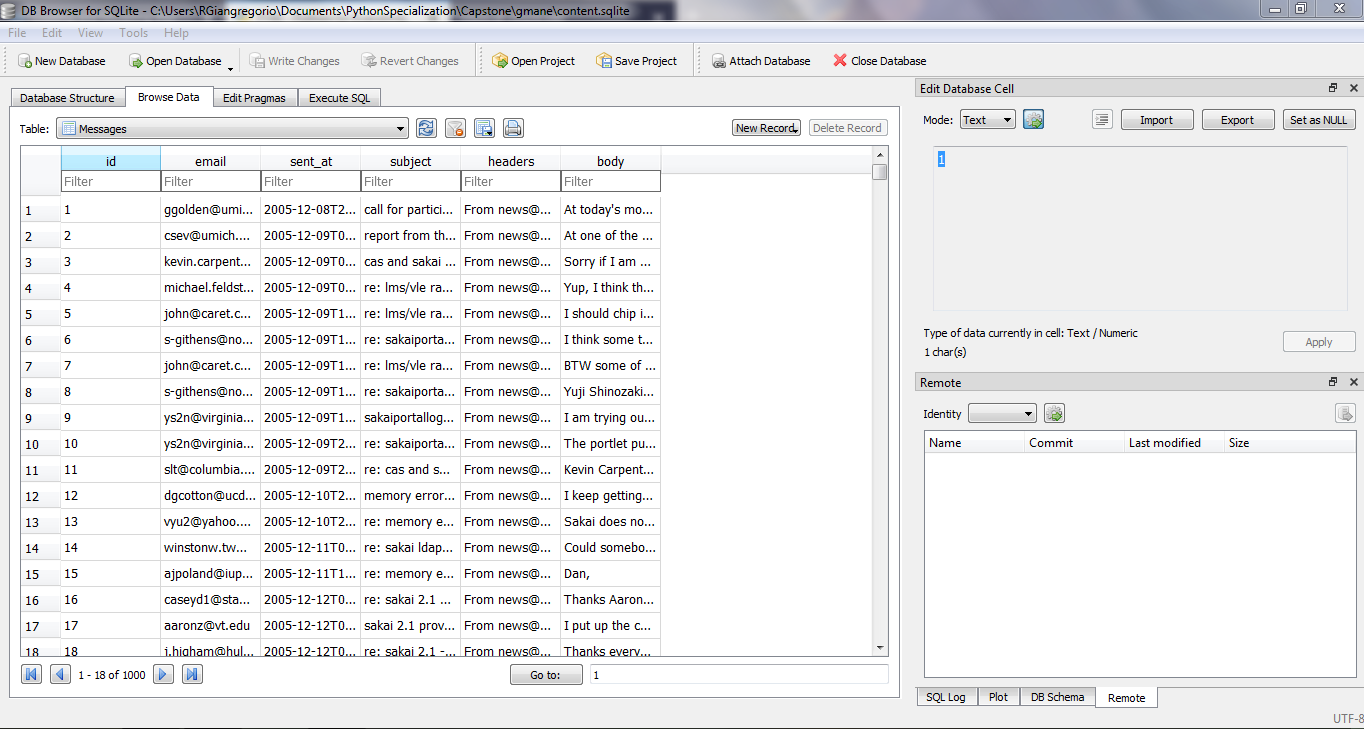 DB Browser for SQLite - C:\Users\RGiangregorio\Documents\PythonSpecialization\Capstone\gmane\content.sqlite
File Edit View Tools Help
New Database Open Database Write Changes Revert Changes Open Project Save Project Attach Database Close Database
Database Structure Browse Data Edit Pragmas Execute SQL
Table: Messages New Record Delete Record
id email sent_at subject headers body
Filter Filter Filter Filter Filter Filter
1 1 ggolden@umi... 2005-12-08T2... call for partici... From news@... At today's mo...
2 2 csev@umich.... 2005-12-09T0... report from th... From news@... At one of the ...
3 3 kevin.carpent... 2005-12-09T0... cas and sakai ... From news@... Sorry if I am ...
4 4 michael.feldst... 2005-12-09T0... re: lms/vle ra... From news@... Yup, I think th...
5 5 john@caret.c... 2005-12-09T1... re: lms/vle ra... From news@... I should chip i...
6 6 s-githens@no... 2005-12-09T1... re: sakaiporta... From news@... I think some t...
7 7 john@caret.c... 2005-12-09T1... re: lms/vle ra... From news@... BTW some of ...
8 8 s-githens@no... 2005-12-09T1... re: sakaiporta... From news@... Yuji Shinozaki...
9 9 ys2n@virginia... 2005-12-09T1... sakaiportallog... From news@... I am trying ou...
10 10 ys2n@virginia... 2005-12-09T2... re: sakaiporta... From news@... The portlet pu...
11 11 slt@columbia.... 2005-12-09T2... re: cas and s... From news@... Kevin Carpent...
12 12 dgcotton@ucd... 2005-12-10T2... memory error... From news@... I keep getting...
13 13 vyu2@yahoo.... 2005-12-10T2... re: memory e... From news@... Sakai does no...
14 14 winstonw.tw... 2005-12-11T0... re: sakai ldap... From news@... Could somebo...
15 15 ajpoland@iup... 2005-12-11T1... re: memory e... From news@... Dan,
16 16 caseyd1@sta... 2005-12-12T0... re: sakai 2.1 ... From news@... Thanks Aaron...
17 17 aaronz@vt.edu 2005-12-12T0... sakai 2.1 prov... From news@... I put up the c...
18 18 j.higham@hul... 2005-12-12T0... re: sakai 2.1 -... From news@... Thanks every...
1 - 18 of 1000 Go to: 1
Edit Database Cell
Mode: Text Import Export Set as NULL
1
Type of data currently in cell: Text / Numeric
1 char(s)
Apply
Remote
Identity
Name Commit Last modified Size
SQL Log Plot DB Schema Remote
UTF-8